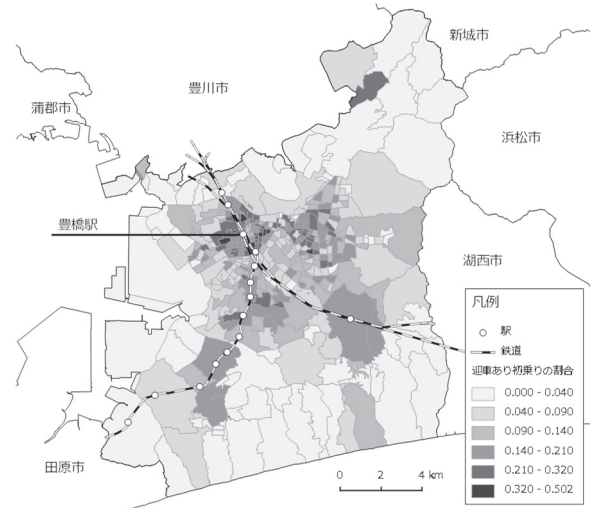 新城市
豊川市
蒲郡市
浜松市
豊橋駅
湖西市
田原市
凡例
駅
鉄道
迎車あり初乗りの割合
0.000 - 0.040
0.040 - 0.090
0.090 - 0.140
0.140 - 0.210
0.210 - 0.320
0.320 - 0.502
0 2 4 km